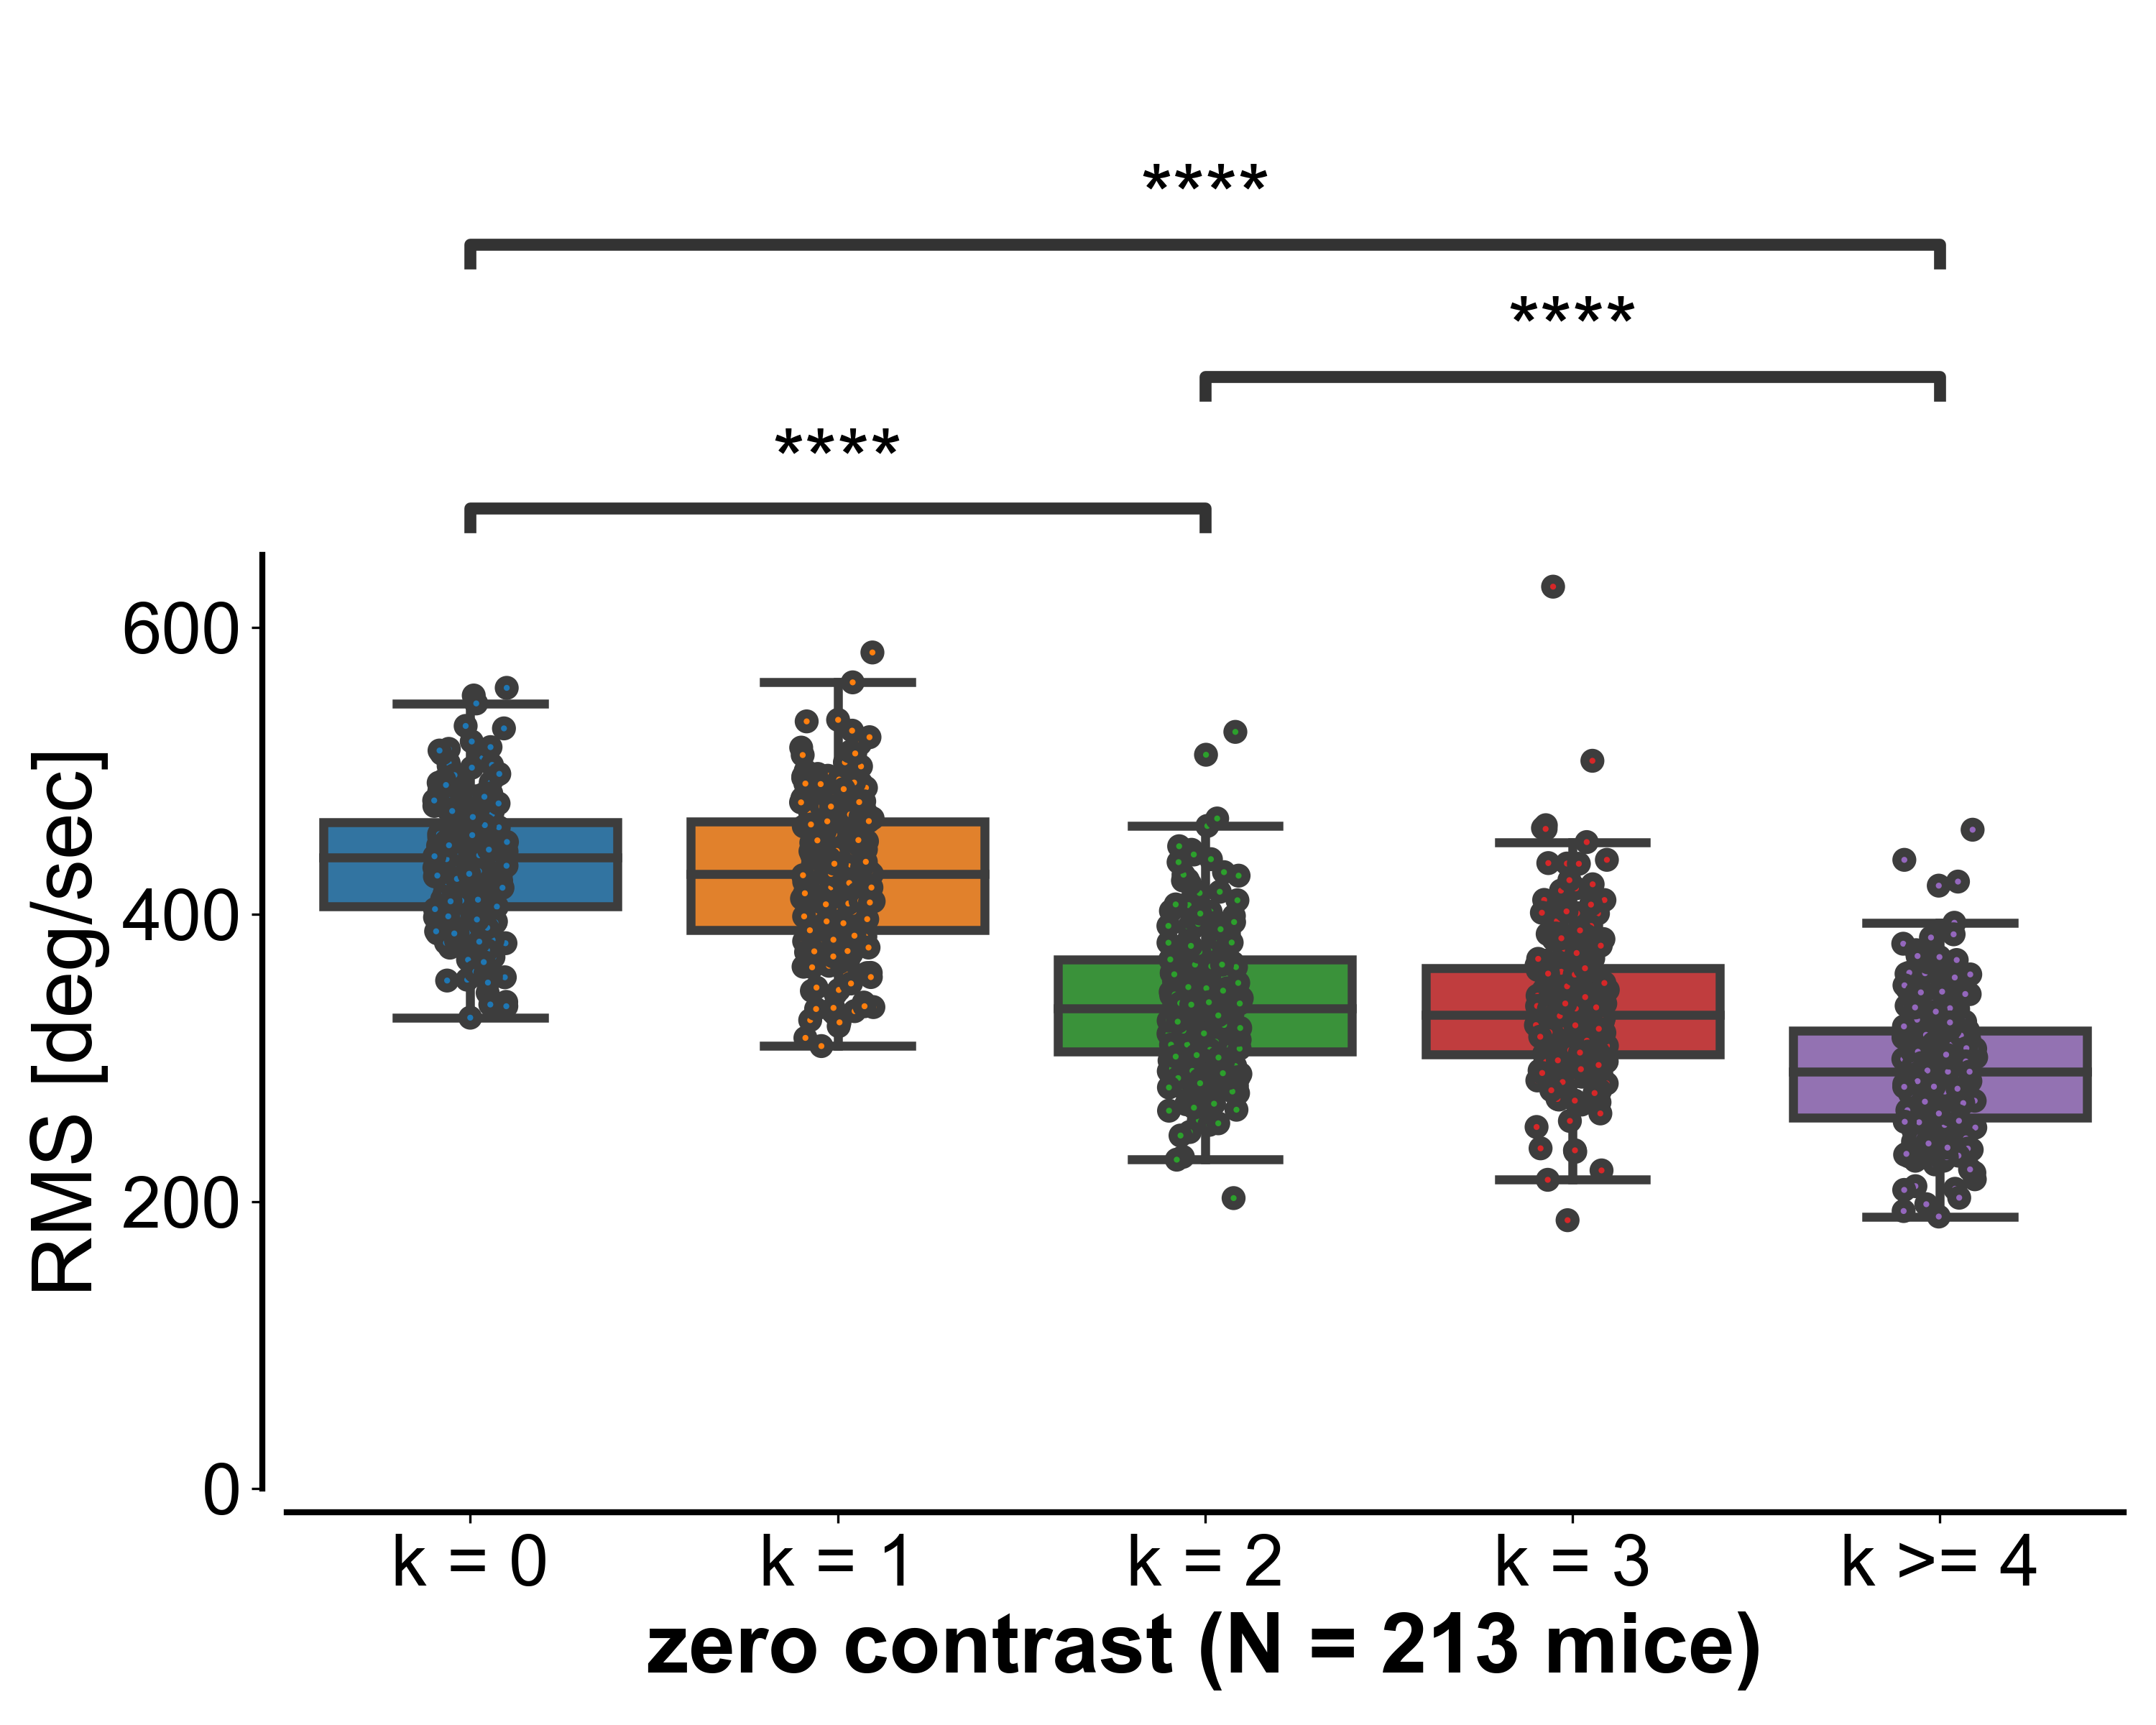 ****
****
****
600
400
200
0
RMS [deg/sec]
k = 0 k = 1 k = 2 k = 3 k >= 4
zero contrast (N = 213 mice)